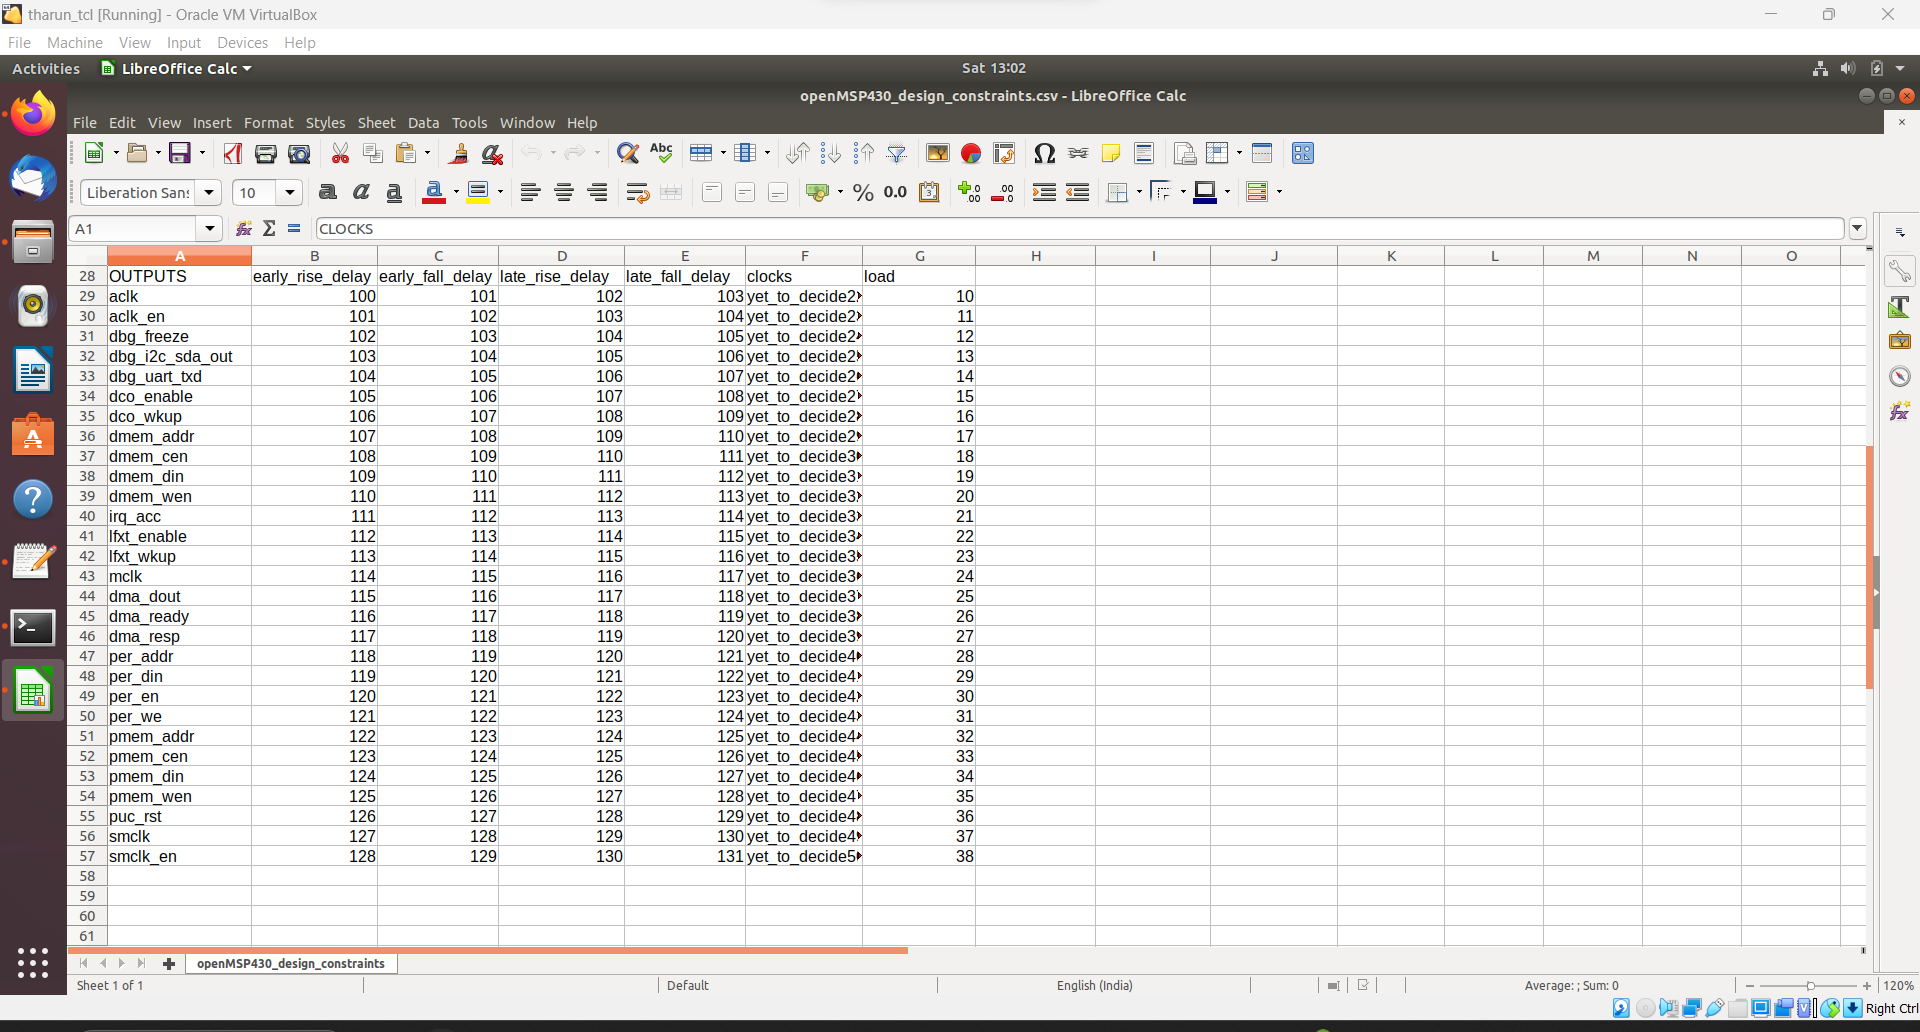 tharun_tcl [Running] - Oracle VM VirtualBox
File Machine View Input Devices Help
Activities LibreOffice Calc Sat 13:02
openMSP430_design_constraints.csv - LibreOffice Calc
File Edit View Insert Format Styles Sheet Data Tools Window Help
Abc
Liberation Sans 10
A1 CLOCKS
A B C D E F G H I J K L M N O
28 OUTPUTS early_rise_delay early_fall_delay late_rise_delay late_fall_delay clocks load
29 aclk 100 101 102 103 yet_to_decide2 10
30 aclk_en 101 102 103 104 yet_to_decide2 11
31 dbg_freeze 102 103 104 105 yet_to_decide2 12
32 dbg_i2c_sda_out 103 104 105 106 yet_to_decide2 13
33 dbg_uart_txd 104 105 106 107 yet_to_decide2 14
34 dco_enable 105 106 107 108 yet_to_decide2 15
35 dco_wkup 106 107 108 109 yet_to_decide2 16
36 dmem_addr 107 108 109 110 yet_to_decide2 17
37 dmem_cen 108 109 110 111 yet_to_decide3 18
38 dmem_din 109 110 111 112 yet_to_decide3 19
39 dmem_wen 110 111 112 113 yet_to_decide3 20
40 irq_acc 111 112 113 114 yet_to_decide3 21
41 lfxt_enable 112 113 114 115 yet_to_decide3 22
42 lfxt_wkup 113 114 115 116 yet_to_decide3 23
43 mclk 114 115 116 117 yet_to_decide3 24
44 dma_dout 115 116 117 118 yet_to_decide3 25
45 dma_ready 116 117 118 119 yet_to_decide3 26
46 dma_resp 117 118 119 120 yet_to_decide3 27
47 per_addr 118 119 120 121 yet_to_decide4 28
48 per_din 119 120 121 122 yet_to_decide4 29
49 per_en 120 121 122 123 yet_to_decide4 30
50 per_we 121 122 123 124 yet_to_decide4 31
51 pmem_addr 122 123 124 125 yet_to_decide4 32
52 pmem_cen 123 124 125 126 yet_to_decide4 33
53 pmem_din 124 125 126 127 yet_to_decide4 34
54 pmem_wen 125 126 127 128 yet_to_decide4 35
55 puc_rst 126 127 128 129 yet_to_decide4 36
56 smclk 127 128 129 130 yet_to_decide4 37
57 smclk_en 128 129 130 131 yet_to_decide5 38
58
59
60
61
openMSP430_design_constraints
Sheet 1 of 1 Default English (India) Average: ; Sum: 0 120%
Right Ctrl